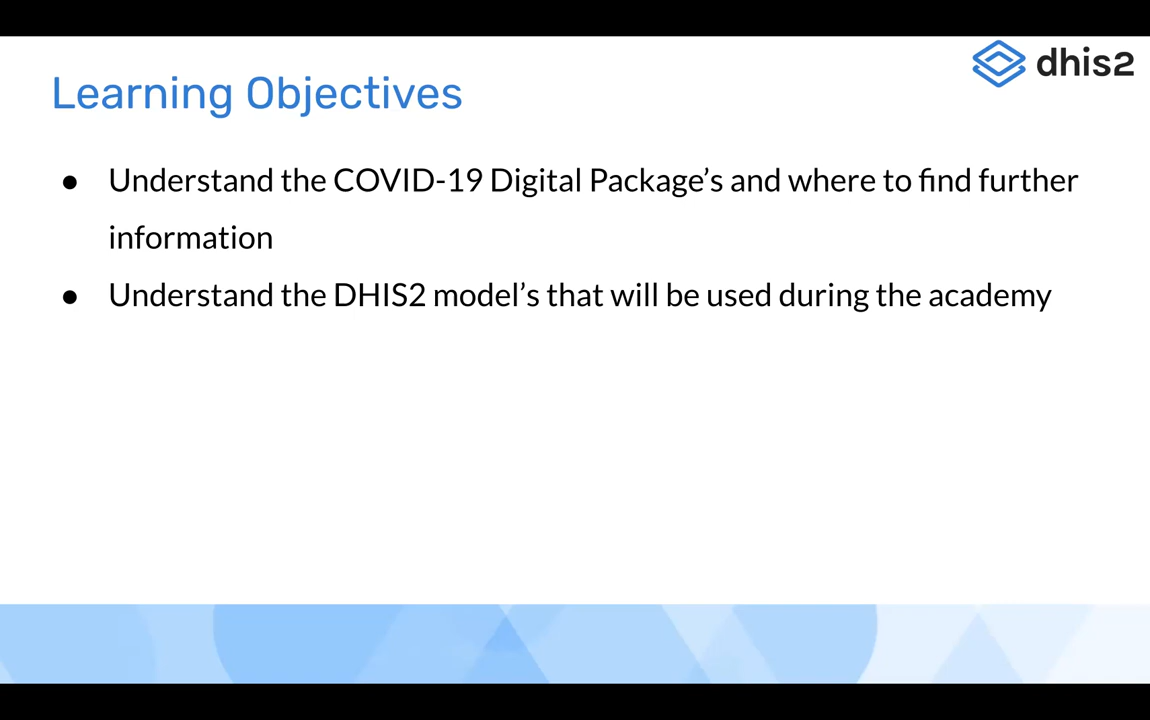 dhis2
Learning Objectives
● Understand the COVID-19 Digital Package’s and where to find further
information
● Understand the DHIS2 model’s that will be used during the academy